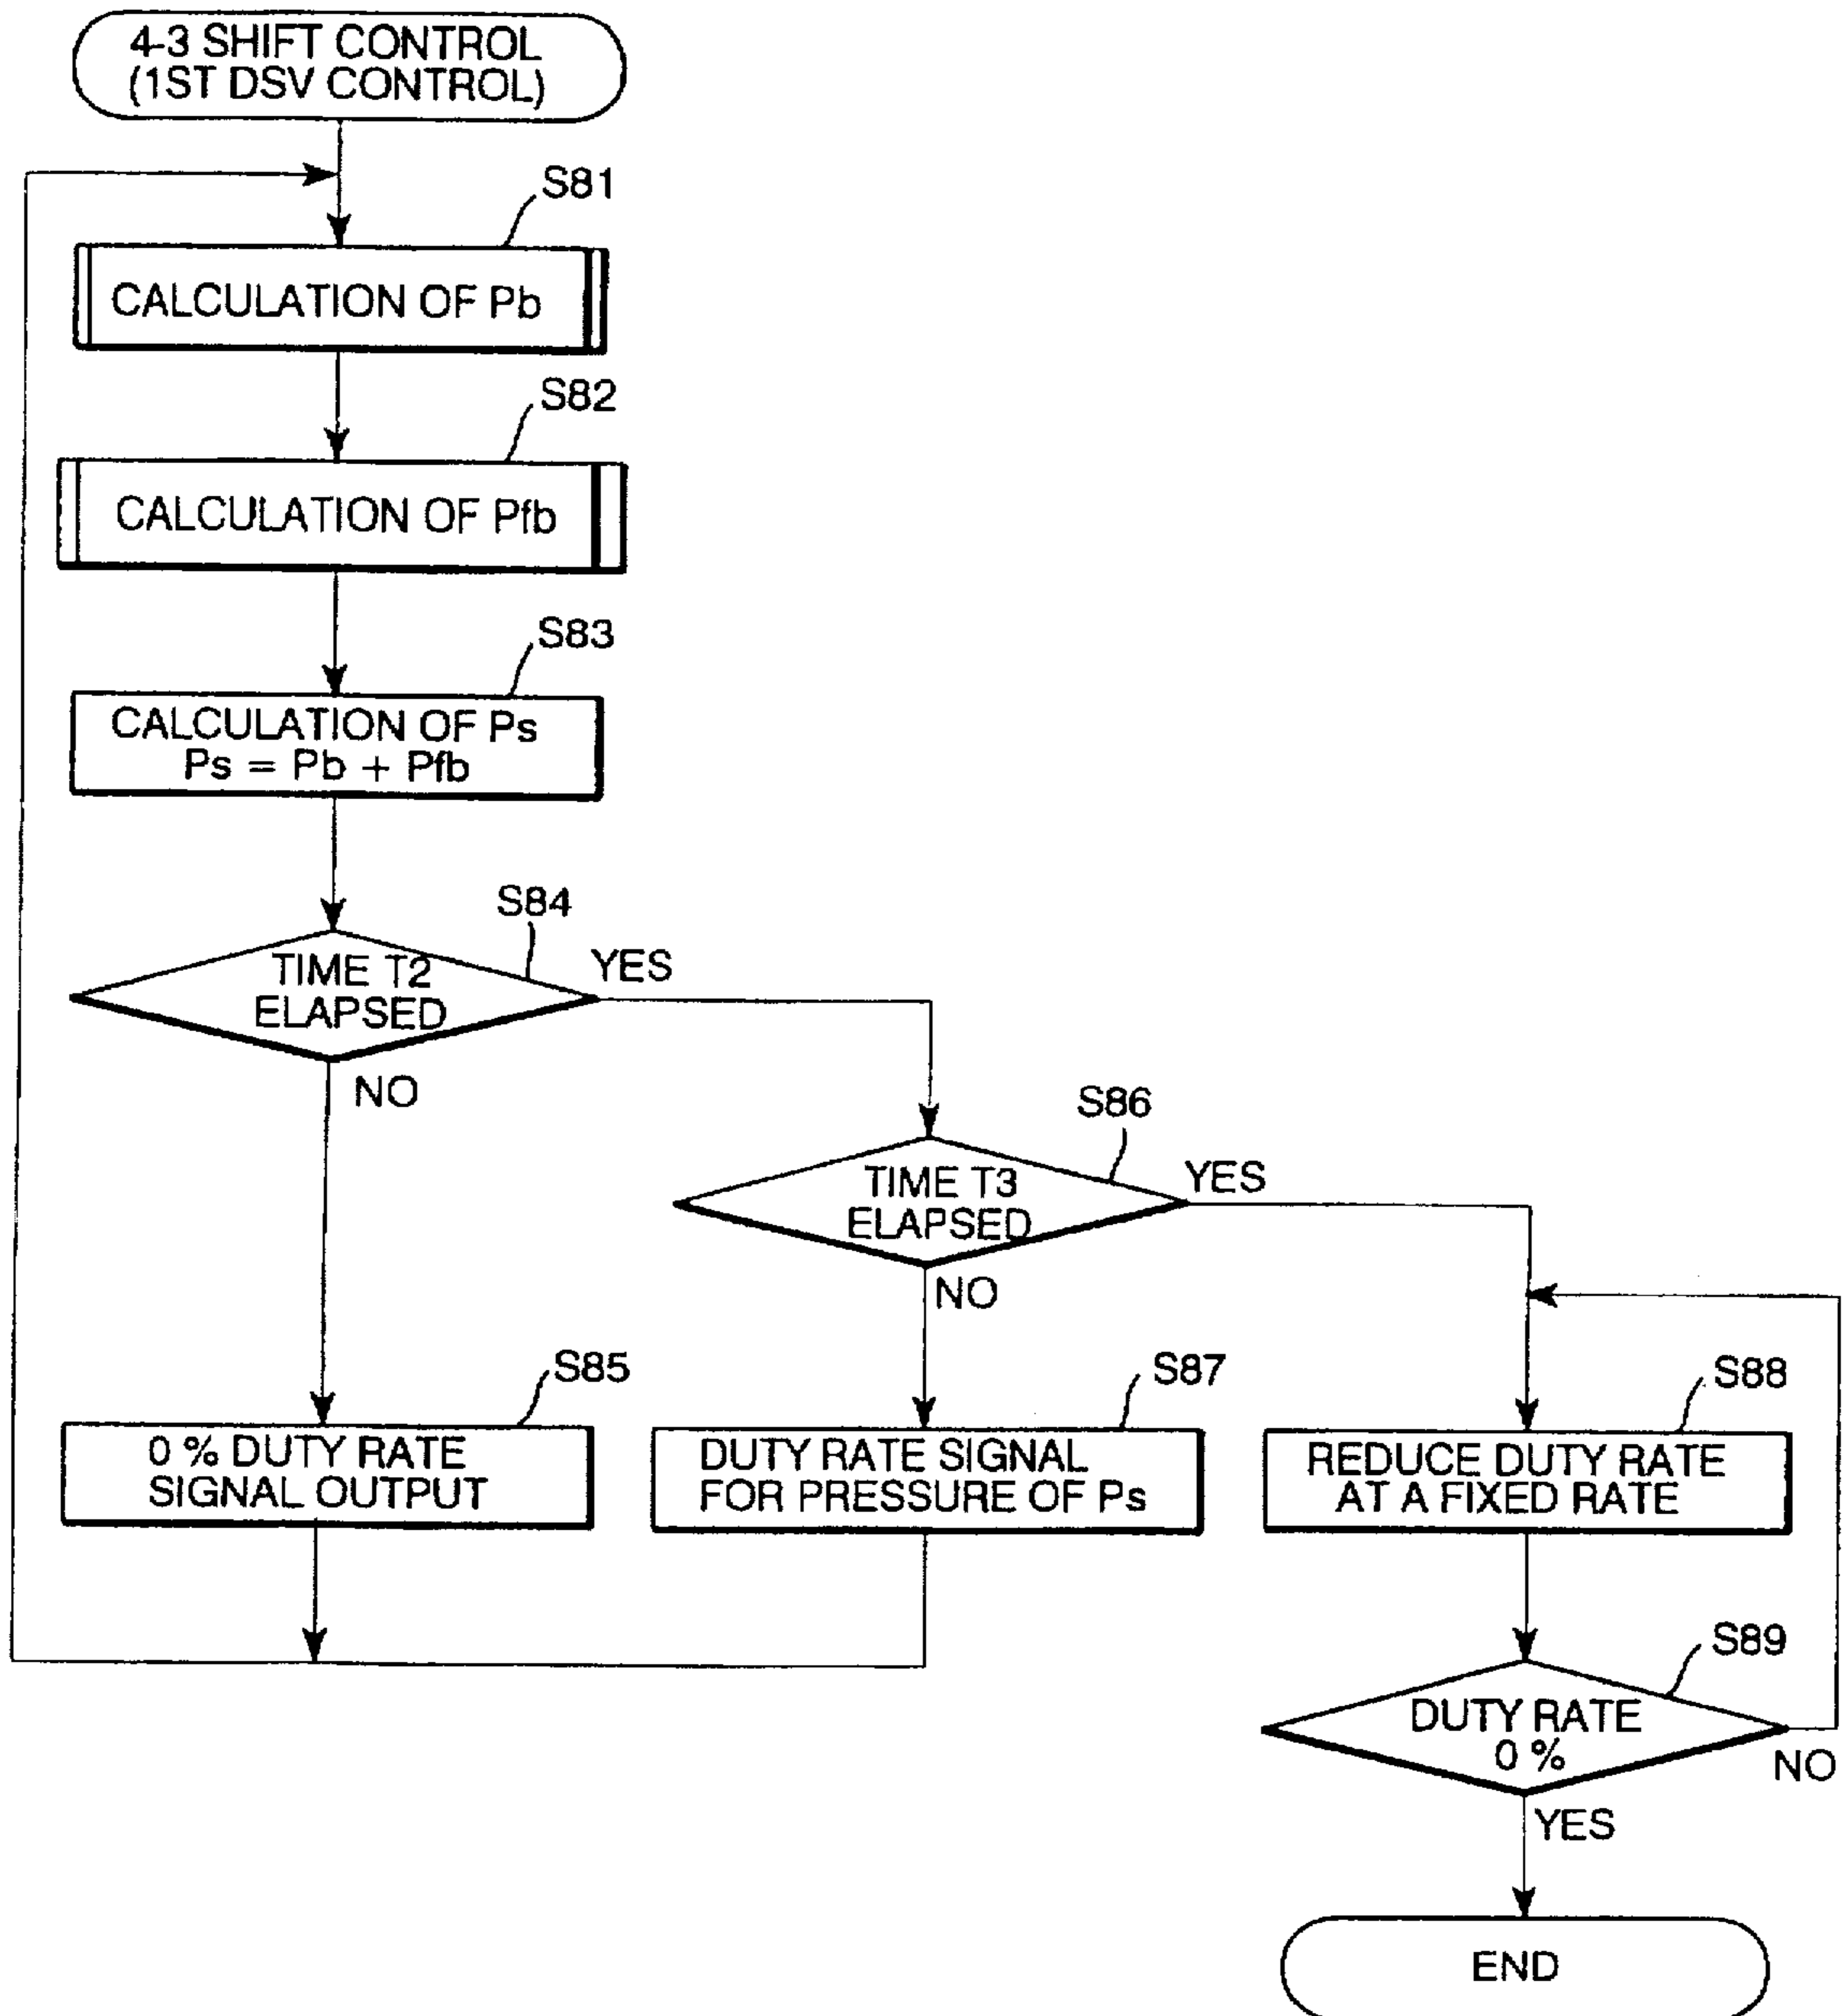 4-3 SHIFT CONTROL
(1ST DSV CONTROL)
S81
CALCULATION OF Pb
S82
CALCULATION OF Pfb
S83
CALCULATION OF Ps
Ps = Pb + Pfb
S84
TIME T2
ELAPSED
YES
NO
S86
TIME T3
ELAPSED
YES
NO
S85
0 % DUTY RATE
SIGNAL OUTPUT
S87
DUTY RATE SIGNAL
FOR PRESSURE OF Ps
S88
REDUCE DUTY RATE
AT A FIXED RATE
S89
DUTY RATE
0 %
NO
YES
END